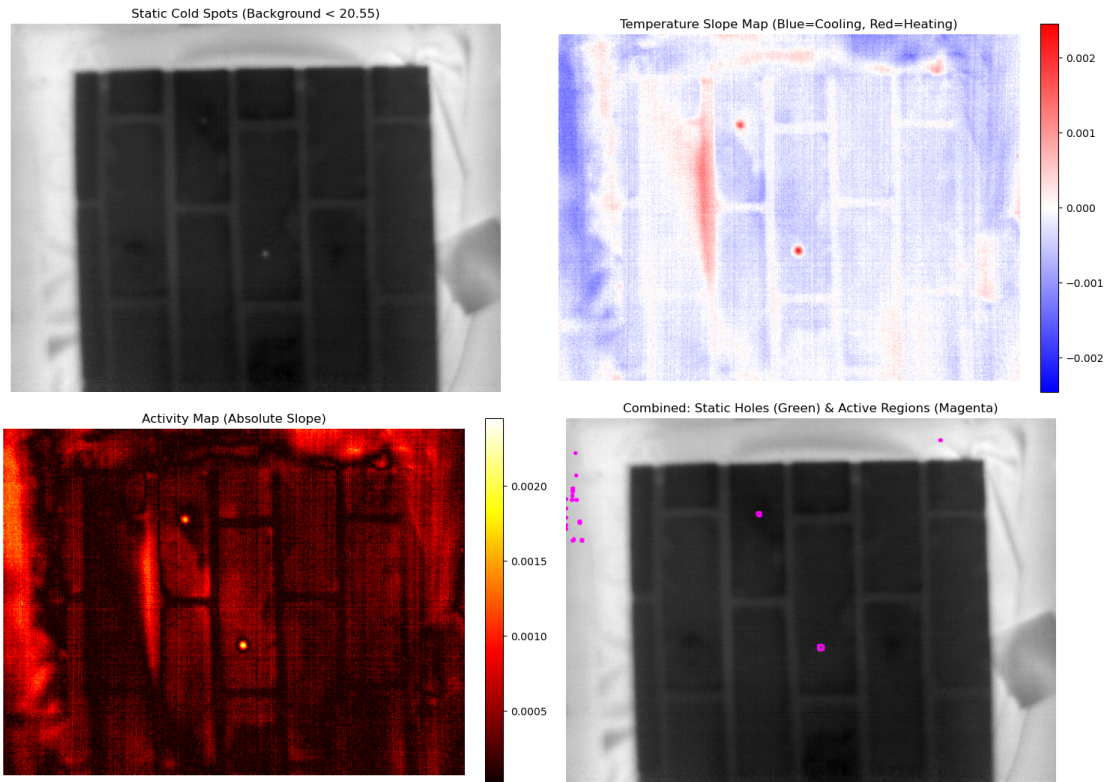 Static Cold Spots (Background < 20.55)
Temperature Slope Map (Blue=Cooling, Red=Heating)
0.002
0.001
0.000
−0.001
−0.002
Activity Map (Absolute Slope)
0.0020
0.0015
0.0010
0.0005
Combined: Static Holes (Green) & Active Regions (Magenta)